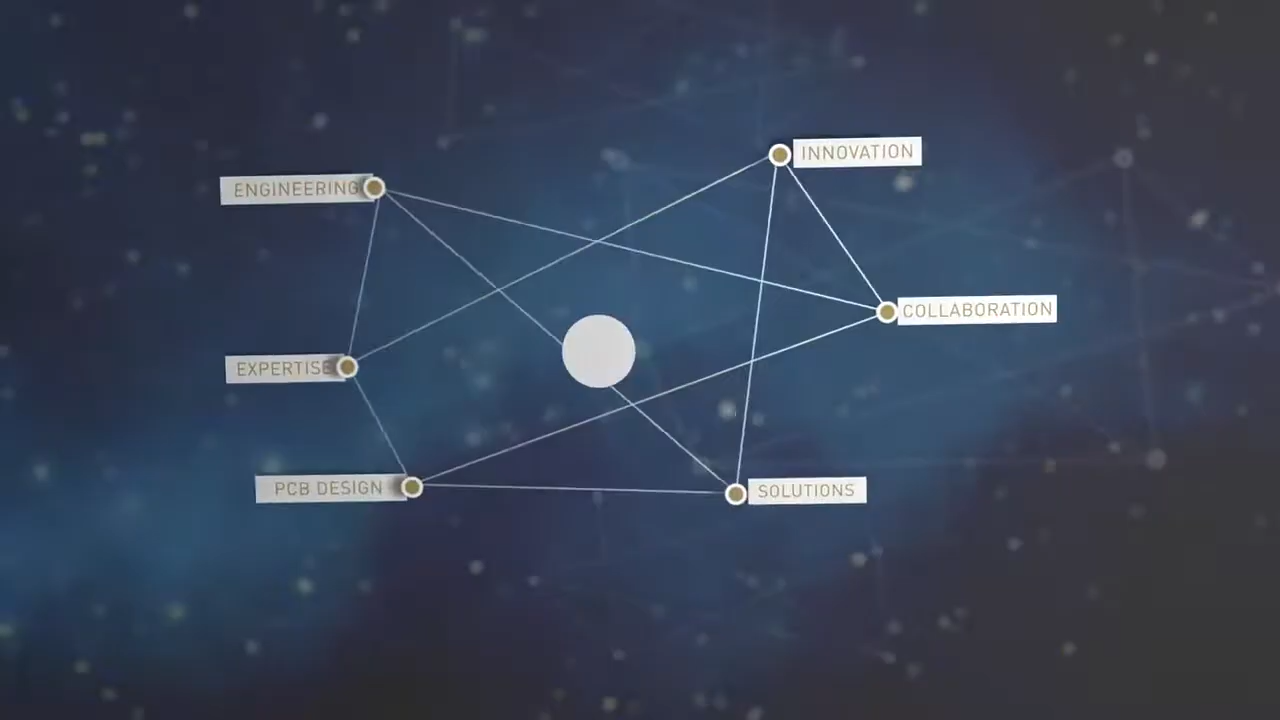 INNOVATION
ENGINEERING
COLLABORATION
EXPERTISE
PCB DESIGN
SOLUTIONS